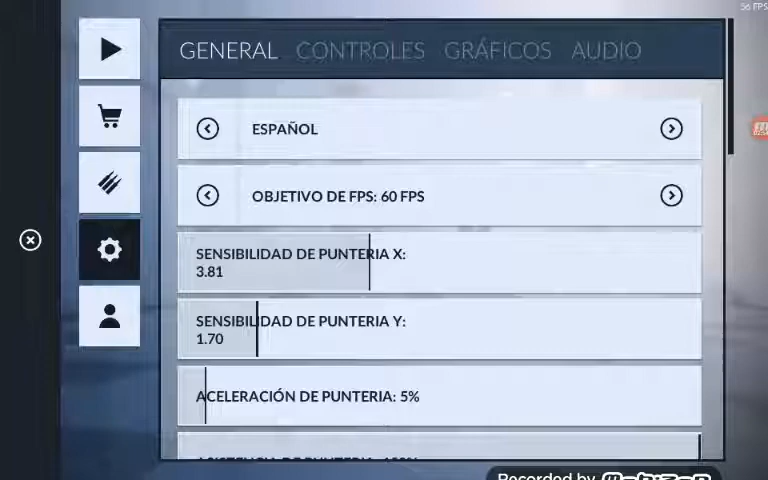 56 FPS
GENERAL CONTROLES GRÁFICOS AUDIO
ESPAÑOL
OBJETIVO DE FPS: 60 FPS
SENSIBILIDAD DE PUNTERIA X:
3.81
SENSIBILIDAD DE PUNTERIA Y:
1.70
ACELERACIÓN DE PUNTERIA: 5%
Recorded by